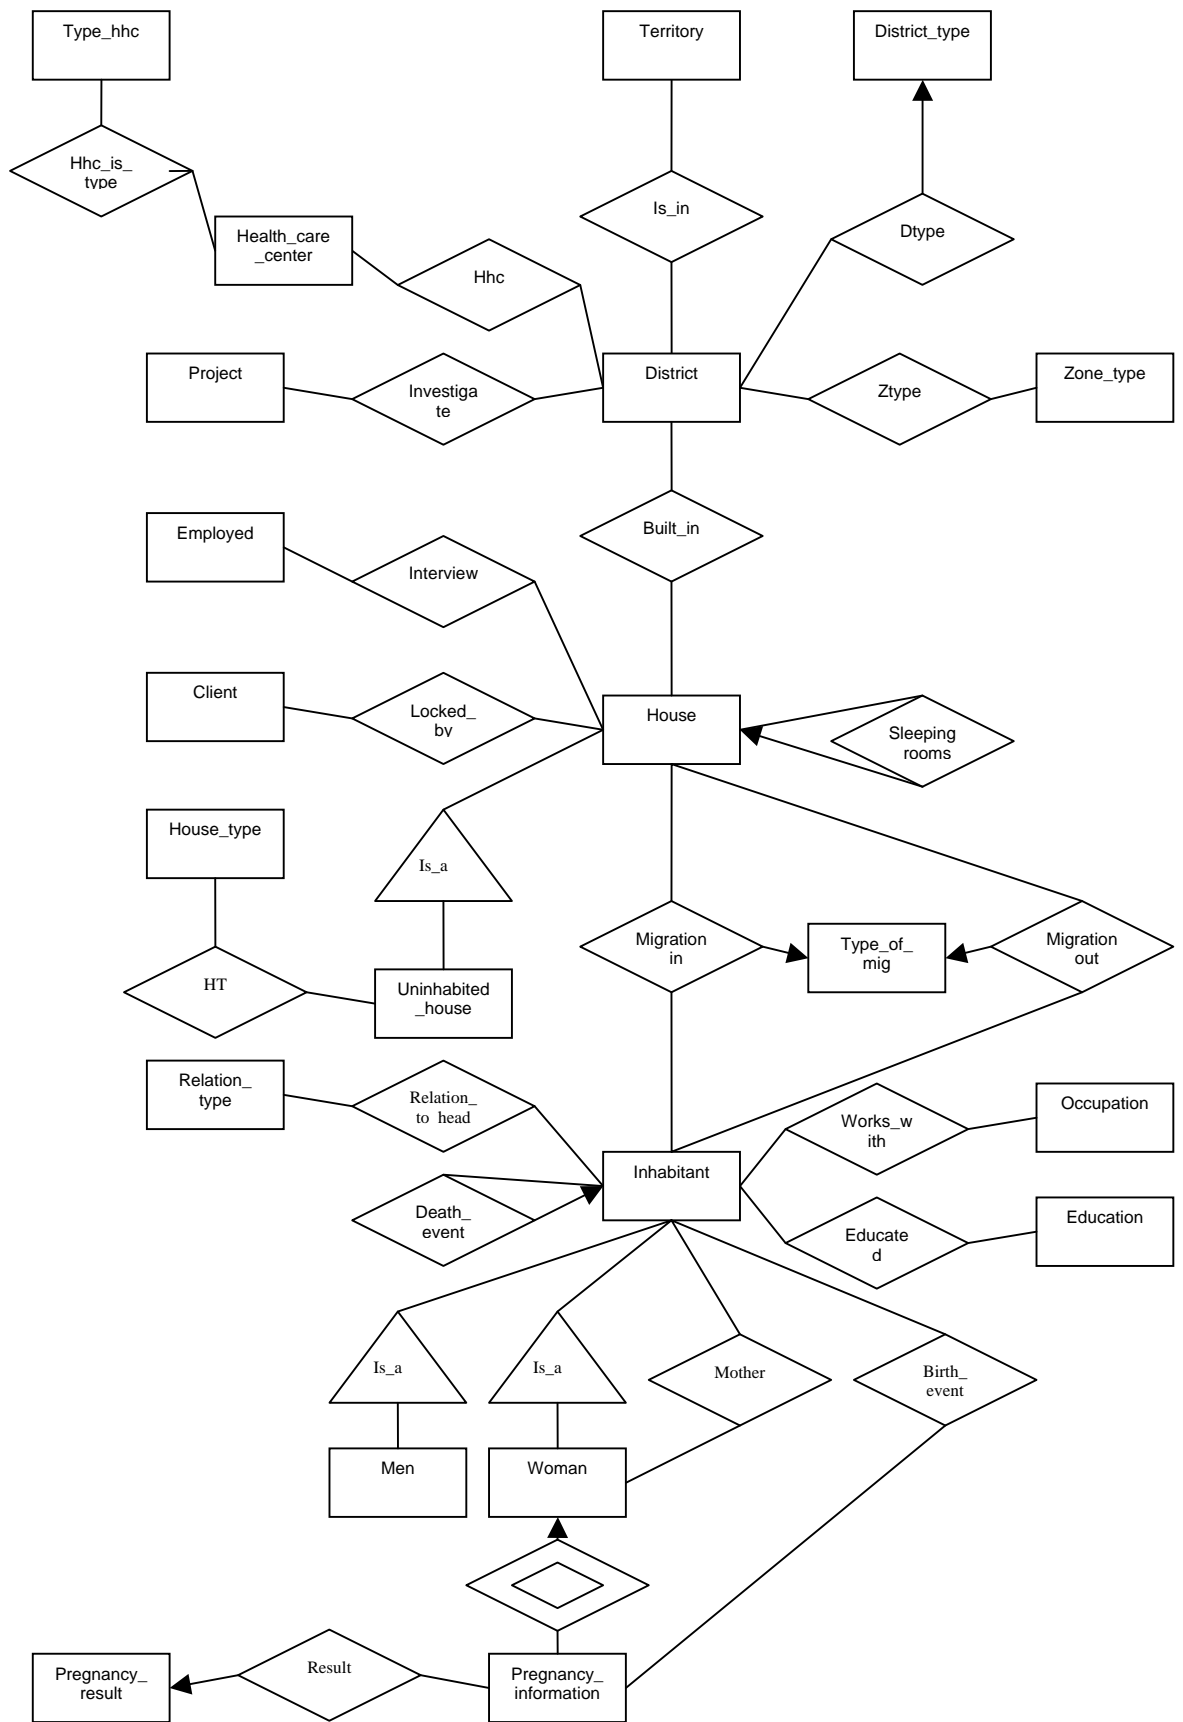 Type_hhc
Territory
District_type
Hhc_is_
type
Is_in
Dtype
Health_care
_center
Hhc
Project
Investiga
te
District
Ztype
Zone_type
Employed
Interview
Built_in
Client
Locked_
by
House
Sleeping
rooms
House_type
Is_a
HT
Uninhabited
_house
Migration
in
Type_of_
mig
Migration
out
Relation_
type
Relation_
to head
Works_w
ith
Occupation
Inhabitant
Death_
event
Educate
d
Education
Is_a
Is_a
Mother
Birth_
event
Men
Woman
Pregnancy_
result
Result
Pregnancy_
information